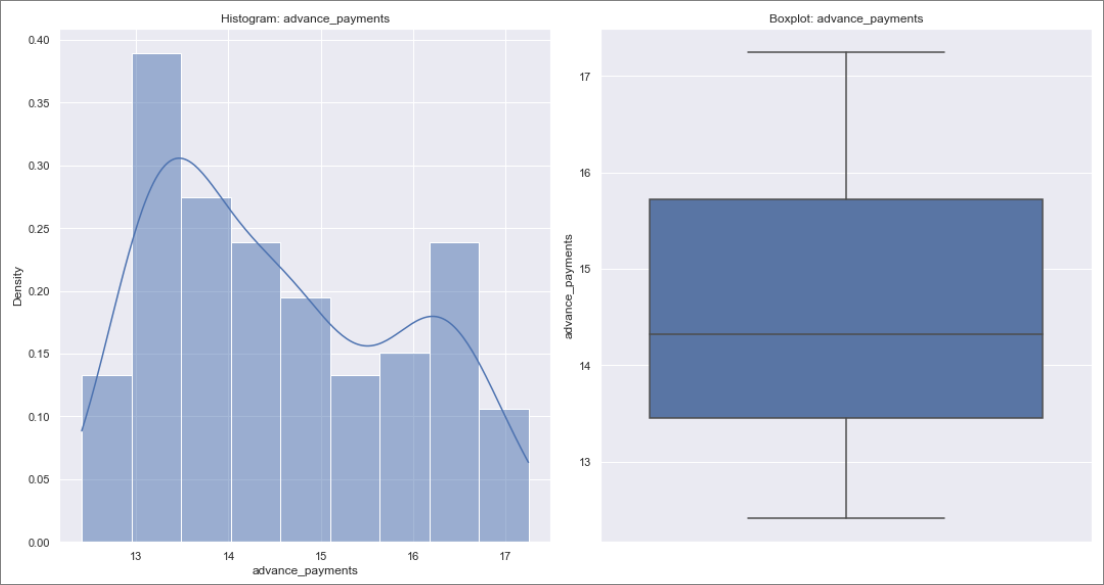 Histogram: advance_payments
0.40
0.35
0.30
0.25
0.20
0.15
0.10
0.05
0.00
Density
13 14 15 16 17
advance_payments
Boxplot: advance_payments
17
16
15
14
13
advance_payments